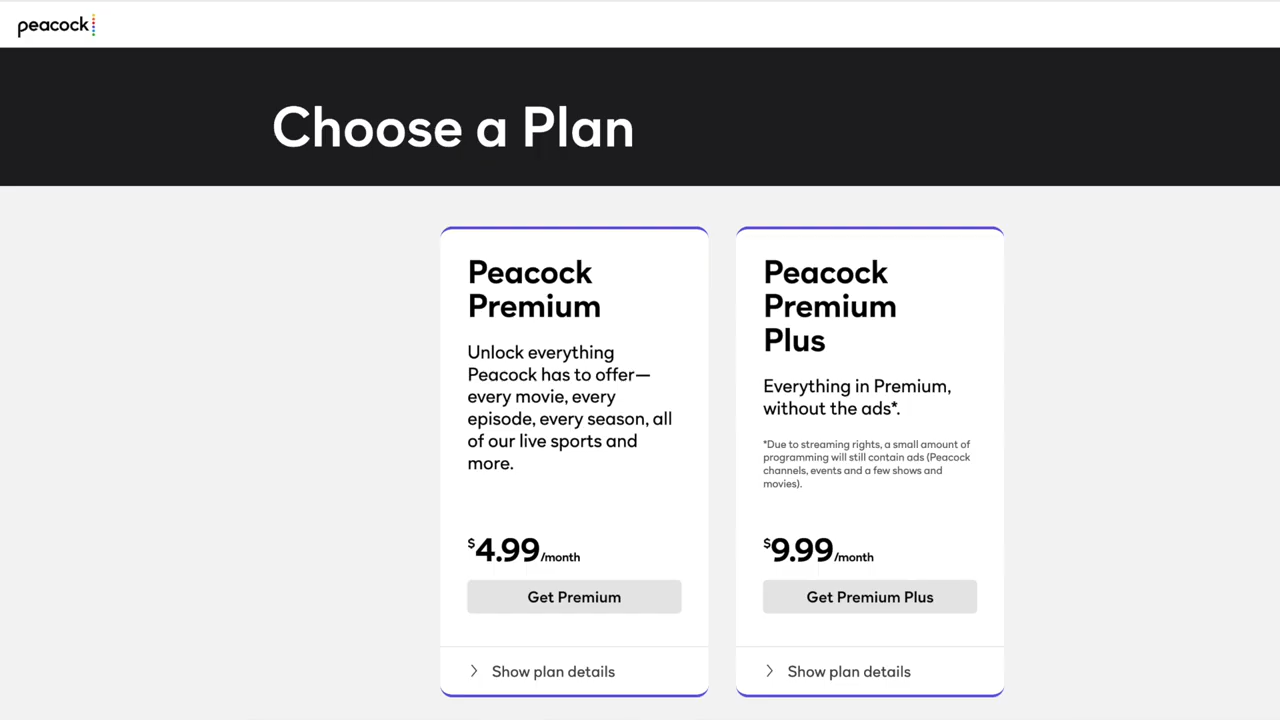 peacock
Choose a Plan
Peacock
Premium
Unlock everything
Peacock has to offer—
every movie, every
episode, every season, all
of our live sports and
more.
$4.99/month
Get Premium
Show plan details
Peacock
Premium
Plus
Everything in Premium,
without the ads*.
*Due to streaming rights, a small amount of
programming will still contain ads (Peacock
channels, events and a few shows and
movies).
$9.99/month
Get Premium Plus
Show plan details